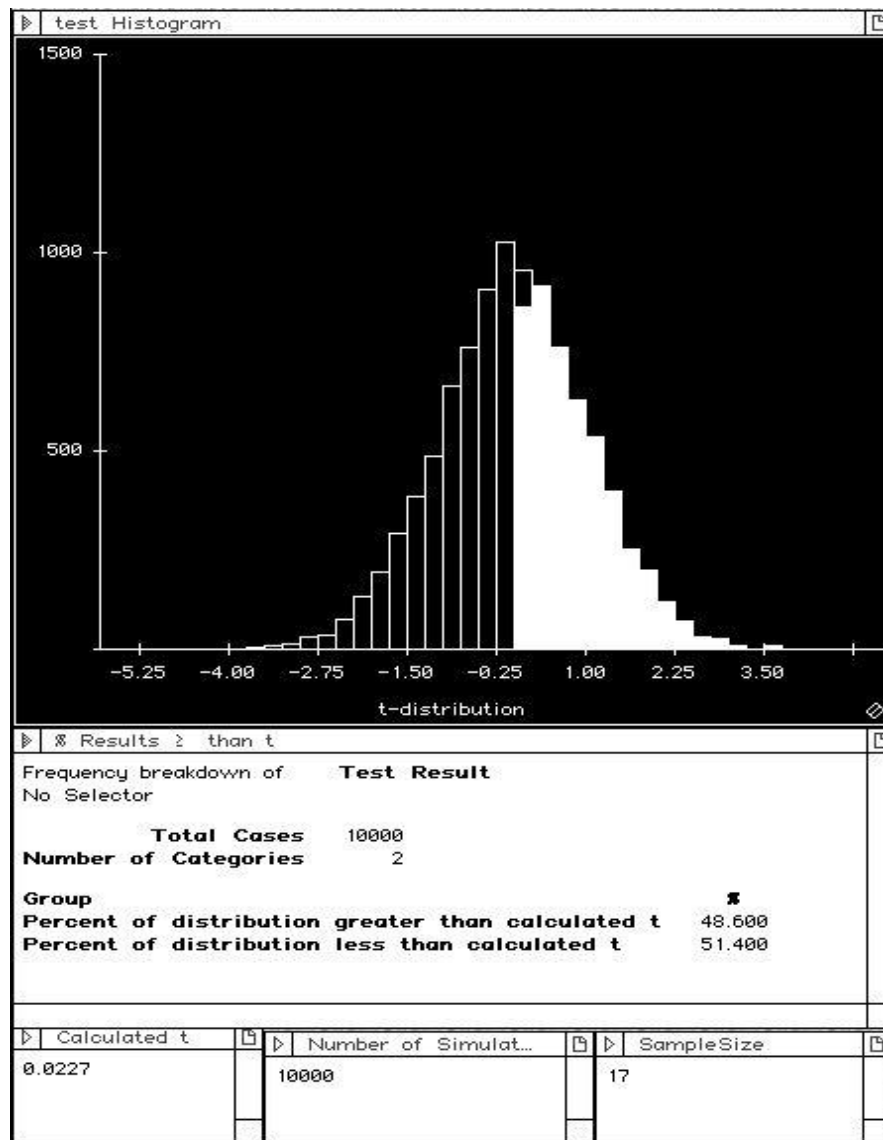 test Histogram
1500
1000
500
-5.25 -4.00 -2.75 -1.50 -0.25 1.00 2.25 3.50
t-distribution
% Results ≥ than t
Frequency breakdown of Test Result
No Selector
Total Cases 10000
Number of Categories 2
Group %
Percent of distribution greater than calculated t 48.600
Percent of distribution less than calculated t 51.400
Calculated t
0.0227
Number of Simulat...
10000
SampleSize
17